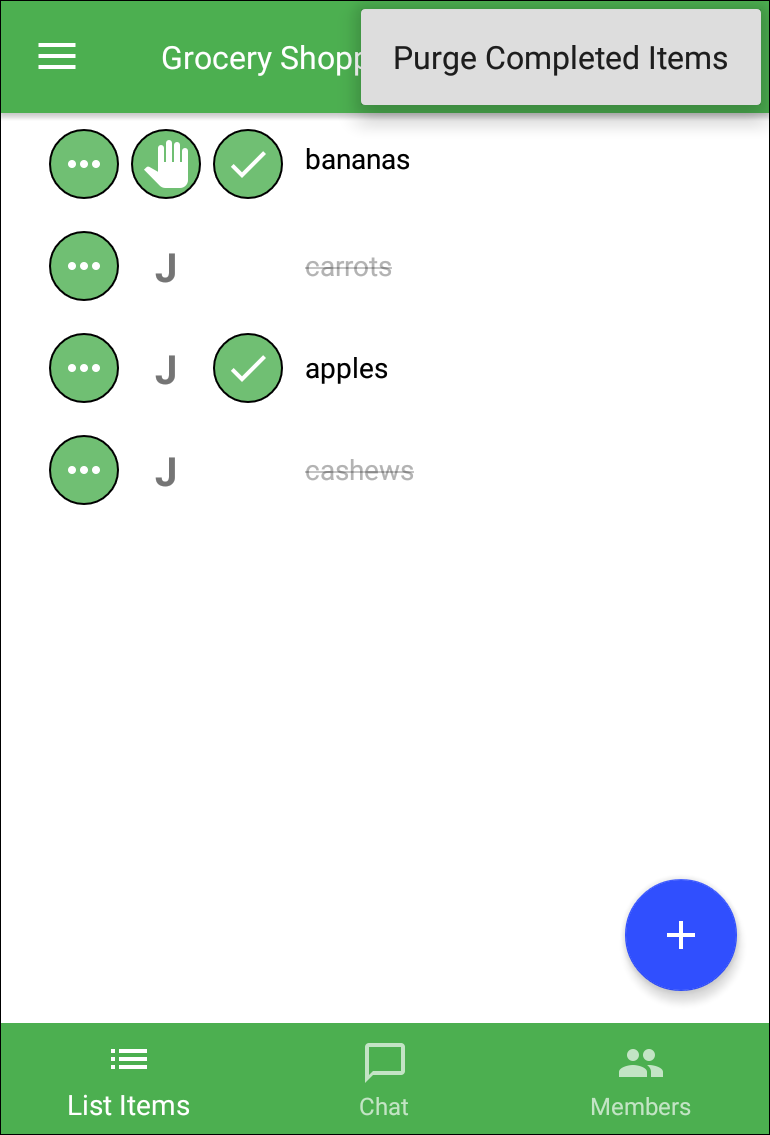 Grocery Shopp
Purge Completed Items
bananas
J carrots
J apples
J cashews
List Items
Chat
Members